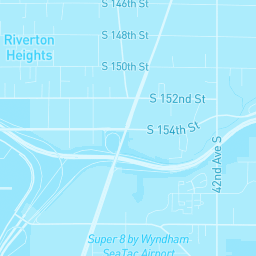 S 146th St
Riverton
Heights
S 148th St
S 150th St
S 152nd St
S 154th St
42nd Ave S
Super 8 by Wyndham
SeaTac Airport